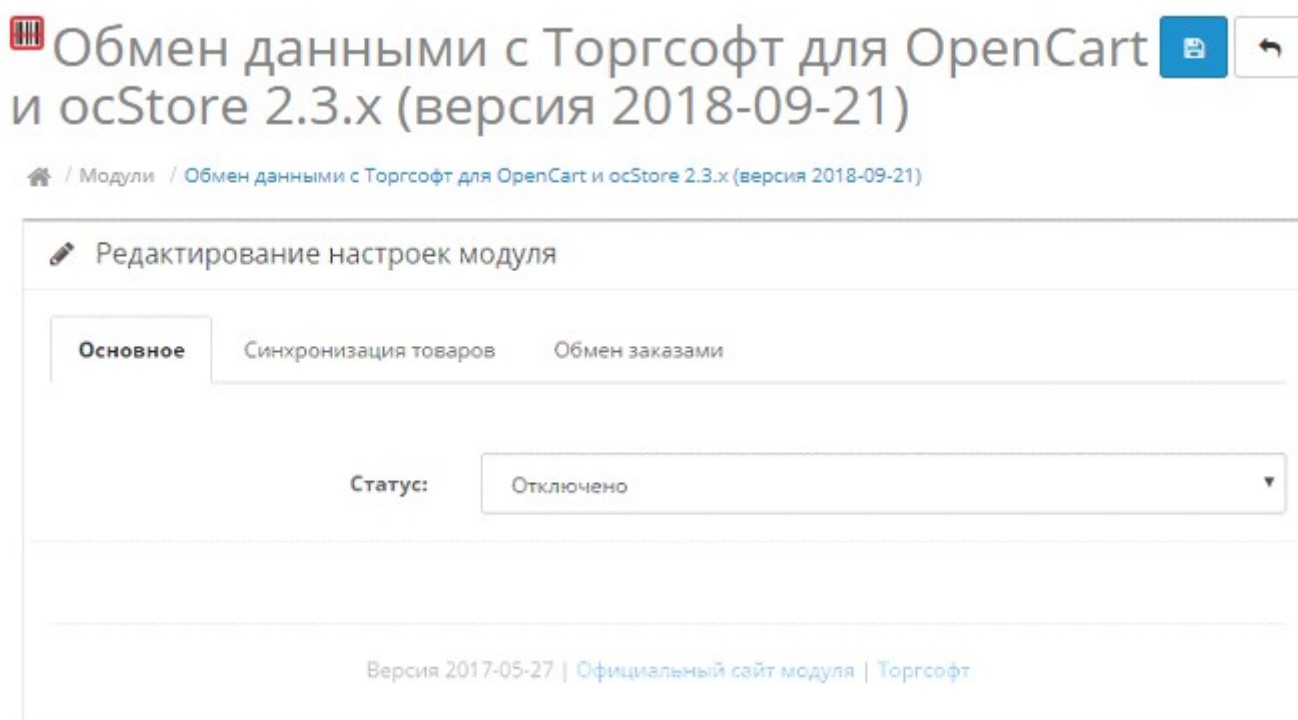 Обмен данными с Торгсофт для OpenCart
и ocStore 2.3.x (версия 2018-09-21)
/ Модули / Обмен данными с Торгсофт для OpenCart и ocStore 2.3.x (версия 2018-09-21)
Редактирование настроек модуля
Основное Синхронизация товаров Обмен заказами
Статус: Отключено
Версия 2017-05-27 | Официальный сайт модуля | Торгсофт